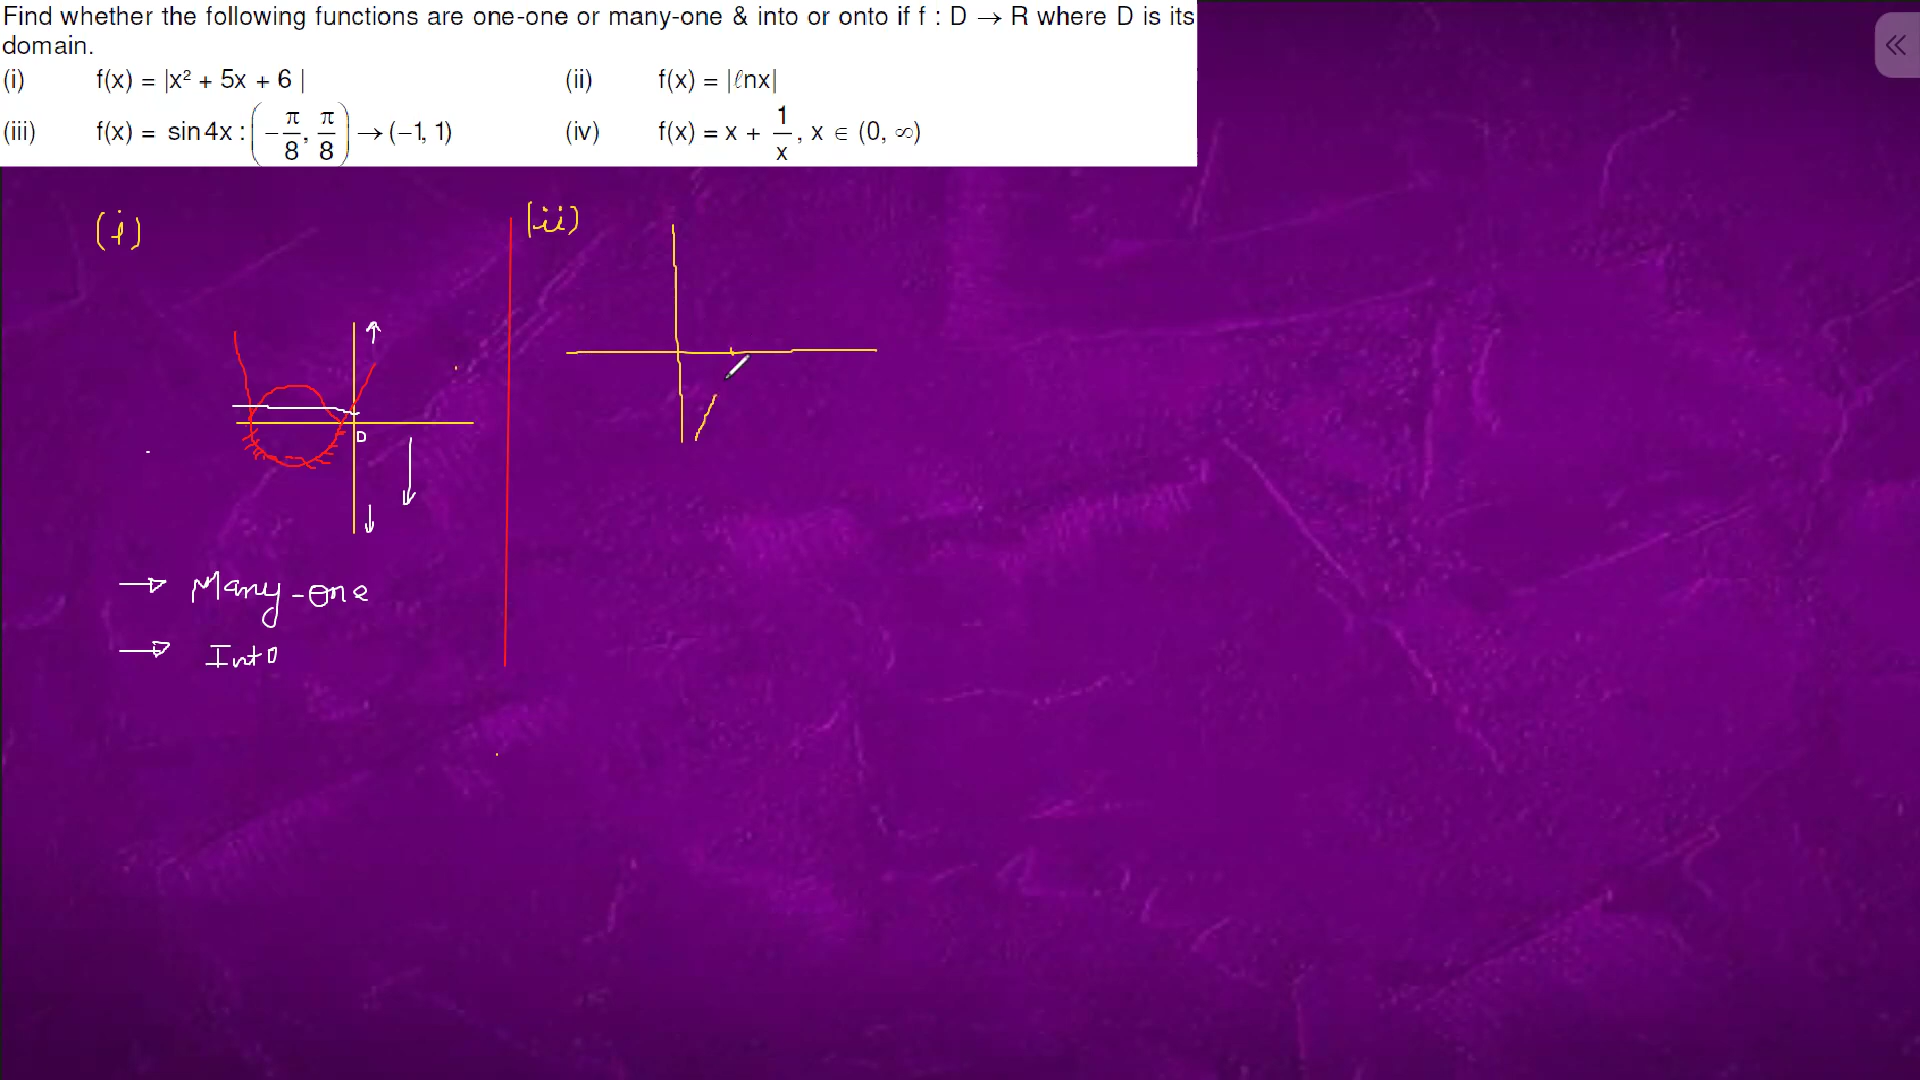 Find whether the following functions are one-one or many-one & into or onto if f : D → R where D is its
domain.
(i) f(x) = |x² + 5x + 6 | (ii) f(x) = |ℓnx|
(iii) f(x) = sin4x : (−π/8, π/8) → (−1, 1) (iv) f(x) = x + 1/x, x ∈ (0, ∞)
(i) (ii)
0
→ Many-one
→ Into